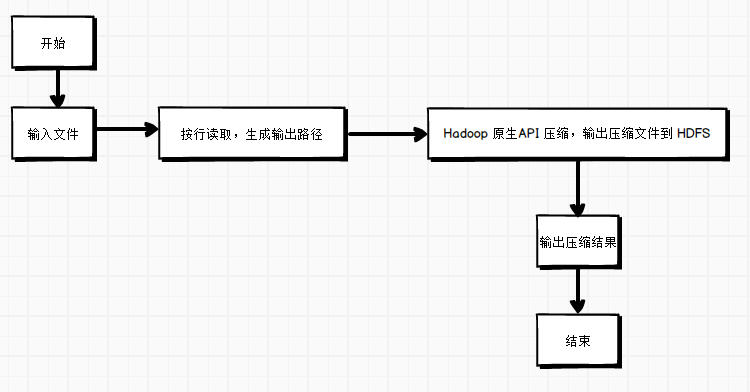 开始
输入文件
按行读取，生成输出路径
Hadoop 原生API 压缩，输出压缩文件到 HDFS
输出压缩结果
结束